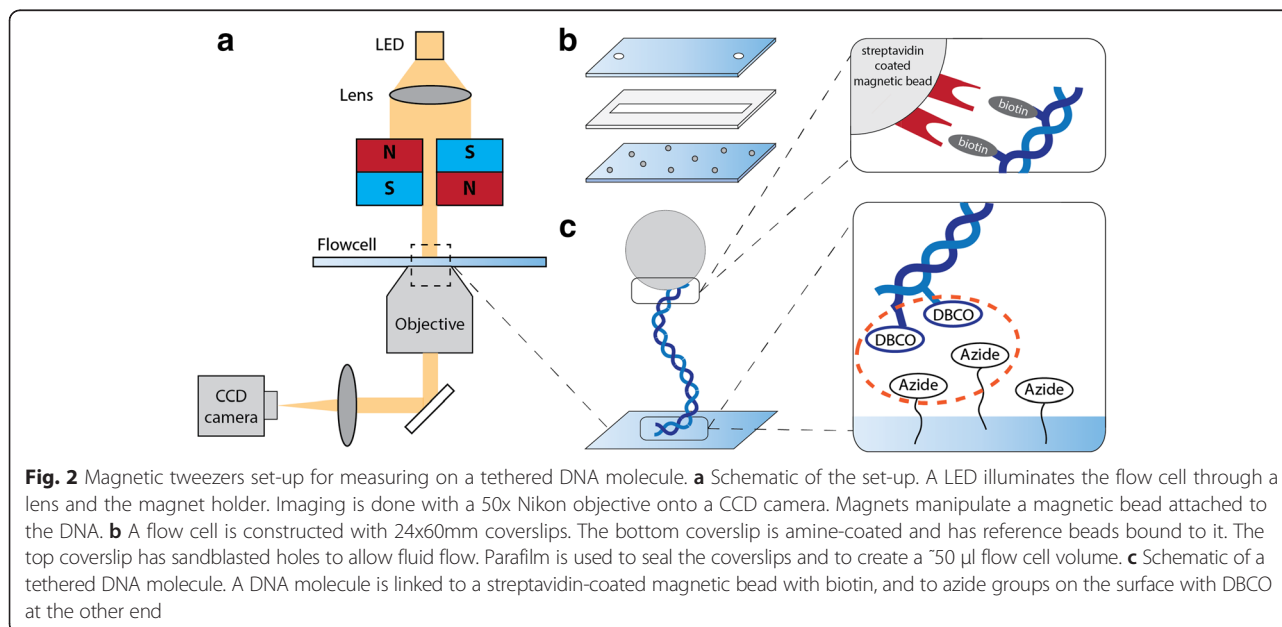 a
LED
Lens
N
S
S
N
Flowcell
Objective
CCD
camera
b
streptavidin
coated
magnetic bead
biotin
biotin
c
DBCO
DBCO
Azide
Azide
Azide
Fig. 2 Magnetic tweezers set-up for measuring on a tethered DNA molecule. a Schematic of the set-up. A LED illuminates the flow cell through a
lens and the magnet holder. Imaging is done with a 50x Nikon objective onto a CCD camera. Magnets manipulate a magnetic bead attached to
the DNA. b A flow cell is constructed with 24x60mm coverslips. The bottom coverslip is amine-coated and has reference beads bound to it. The
top coverslip has sandblasted holes to allow fluid flow. Parafilm is used to seal the coverslips and to create a ˜50 μl flow cell volume. c Schematic of a
tethered DNA molecule. A DNA molecule is linked to a streptavidin-coated magnetic bead with biotin, and to azide groups on the surface with DBCO
at the other end